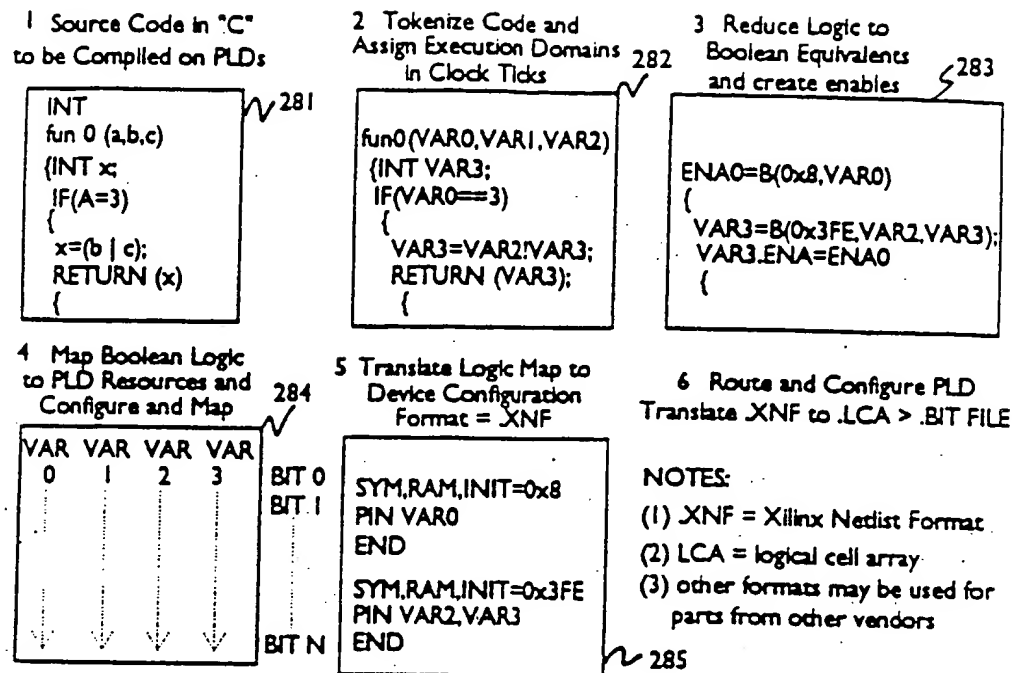 1 Source Code in "C"
to be Compiled on PLDs
281
INT
fun 0 (a,b,c)
{INT x;
IF(A=3)
{
x=(b | c);
RETURN (x)
{
2 Tokenize Code and
Assign Execution Domains
in Clock Ticks
282
fun0(VAR0,VAR1,VAR2)
{INT VAR3;
IF(VAR0==3)
{
VAR3=VAR2!VAR3;
RETURN (VAR3);
{
3 Reduce Logic to
Boolean Equivalents
and create enables
283
ENA0=B(0x8,VAR0)
{
VAR3=B(0x3FE,VAR2,VAR3);
VAR3.ENA=ENA0
{
4 Map Boolean Logic
to PLD Resources and
Configure and Map
284
VAR VAR VAR VAR
0 1 2 3
BIT 0
BIT 1
BIT N
5 Translate Logic Map to
Device Configuration
Format = .XNF
SYM,RAM,INIT=0x8
PIN VAR0
END
SYM,RAM,INIT=0x3FE
PIN VAR2,VAR3
END
285
6 Route and Configure PLD
Translate .XNF to .LCA > .BIT FILE
NOTES:
(1) .XNF = Xilinx Netlist Format
(2) LCA = logical cell array
(3) other formats may be used for
parts from other vendors